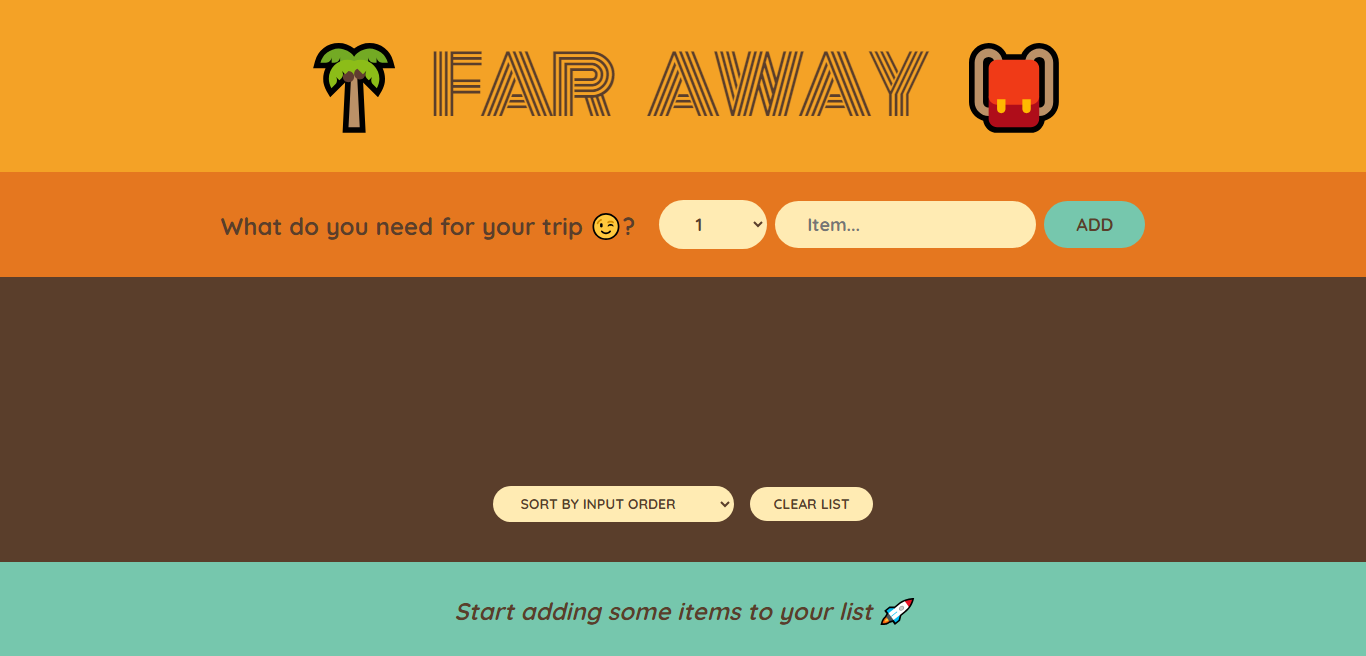 🌴 FAR AWAY 🎒
What do you need for your trip 😉? 1 Item... ADD
SORT BY INPUT ORDER CLEAR LIST
Start adding some items to your list 🚀